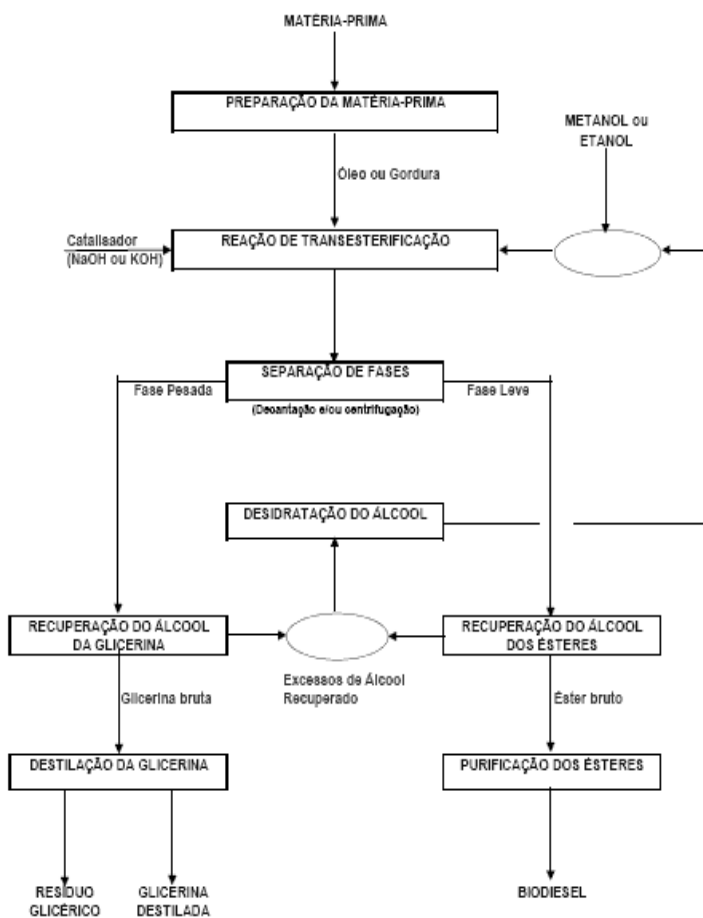 MATÉRIA-PRIMA
PREPARAÇÃO DA MATÉRIA-PRIMA
METANOL ou
ETANOL
Óleo ou Gordura
Catalisador
(NaOH ou KOH)
REAÇÃO DE TRANSESTERIFICAÇÃO
SEPARAÇÃO DE FASES
Fase Pesada
Fase Leve
(Decantação e/ou centrifugação)
DESIDRATAÇÃO DO ÁLCOOL
RECUPERAÇÃO DO ÁLCOOL
DA GLICERINA
RECUPERAÇÃO DO ÁLCOOL
DOS ÉSTERES
Excessos de Álcool
Recuperado
Glicerina bruta
Éster bruto
DESTILAÇÃO DA GLICERINA
PURIFICAÇÃO DOS ÉSTERES
RESÍDUO
GLICÉRICO
GLICERINA
DESTILADA
BIODIESEL